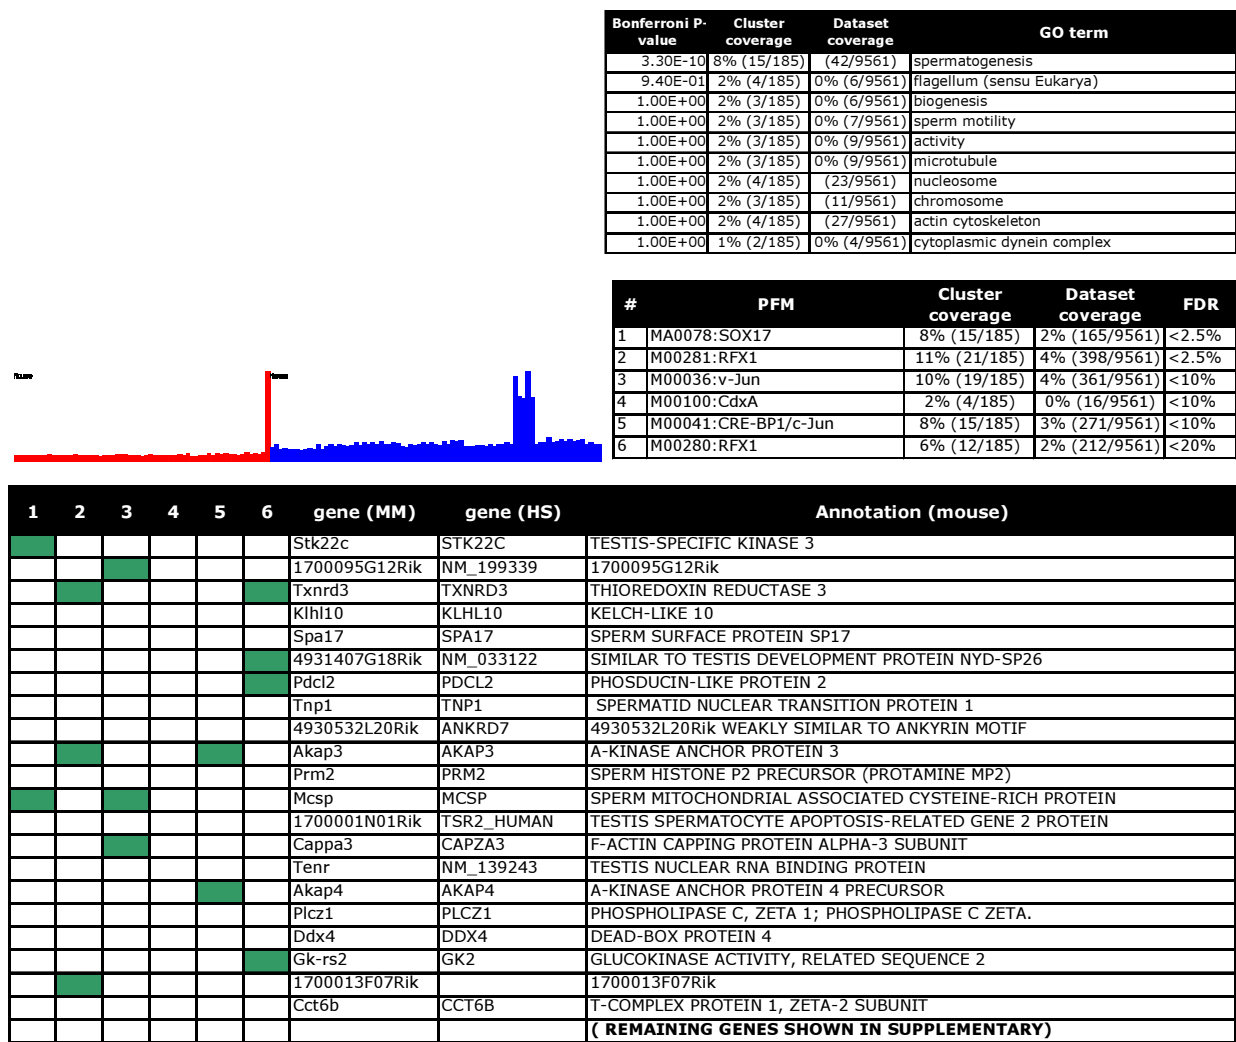 Bonferroni P-value Cluster coverage Dataset coverage GO term
3.30E-10 8% (15/185) (42/9561) spermatogenesis
9.40E-01 2% (4/185) 0% (6/9561) flagellum (sensu Eukarya)
1.00E+00 2% (3/185) 0% (6/9561) biogenesis
1.00E+00 2% (3/185) 0% (7/9561) sperm motility
1.00E+00 2% (3/185) 0% (9/9561) activity
1.00E+00 2% (3/185) 0% (9/9561) microtubule
1.00E+00 2% (4/185) (23/9561) nucleosome
1.00E+00 2% (3/185) (11/9561) chromosome
1.00E+00 2% (4/185) (27/9561) actin cytoskeleton
1.00E+00 1% (2/185) 0% (4/9561) cytoplasmic dynein complex
# PFM Cluster coverage Dataset coverage FDR
1 MA0078:SOX17 8% (15/185) 2% (165/9561) <2.5%
2 M00281:RFX1 11% (21/185) 4% (398/9561) <2.5%
3 M00036:v-Jun 10% (19/185) 4% (361/9561) <10%
4 M00100:CdxA 2% (4/185) 0% (16/9561) <10%
5 M00041:CRE-BP1/c-Jun 8% (15/185) 3% (271/9561) <10%
6 M00280:RFX1 6% (12/185) 2% (212/9561) <20%
Mouse Human
1 2 3 4 5 6 gene (MM) gene (HS) Annotation (mouse)
Stk22c STK22C TESTIS-SPECIFIC KINASE 3
1700095G12Rik NM_199339 1700095G12Rik
Txnrd3 TXNRD3 THIOREDOXIN REDUCTASE 3
Klhl10 KLHL10 KELCH-LIKE 10
Spa17 SPA17 SPERM SURFACE PROTEIN SP17
4931407G18Rik NM_033122 SIMILAR TO TESTIS DEVELOPMENT PROTEIN NYD-SP26
Pdcl2 PDCL2 PHOSDUCIN-LIKE PROTEIN 2
Tnp1 TNP1 SPERMATID NUCLEAR TRANSITION PROTEIN 1
4930532L20Rik ANKRD7 4930532L20Rik WEAKLY SIMILAR TO ANKYRIN MOTIF
Akap3 AKAP3 A-KINASE ANCHOR PROTEIN 3
Prm2 PRM2 SPERM HISTONE P2 PRECURSOR (PROTAMINE MP2)
Mcsp MCSP SPERM MITOCHONDRIAL ASSOCIATED CYSTEINE-RICH PROTEIN
1700001N01Rik TSR2_HUMAN TESTIS SPERMATOCYTE APOPTOSIS-RELATED GENE 2 PROTEIN
Cappa3 CAPZA3 F-ACTIN CAPPING PROTEIN ALPHA-3 SUBUNIT
Tenr NM_139243 TESTIS NUCLEAR RNA BINDING PROTEIN
Akap4 AKAP4 A-KINASE ANCHOR PROTEIN 4 PRECURSOR
Plcz1 PLCZ1 PHOSPHOLIPASE C, ZETA 1; PHOSPHOLIPASE C ZETA.
Ddx4 DDX4 DEAD-BOX PROTEIN 4
Gk-rs2 GK2 GLUCOKINASE ACTIVITY, RELATED SEQUENCE 2
1700013F07Rik 1700013F07Rik
Cct6b CCT6B T-COMPLEX PROTEIN 1, ZETA-2 SUBUNIT
( REMAINING GENES SHOWN IN SUPPLEMENTARY)